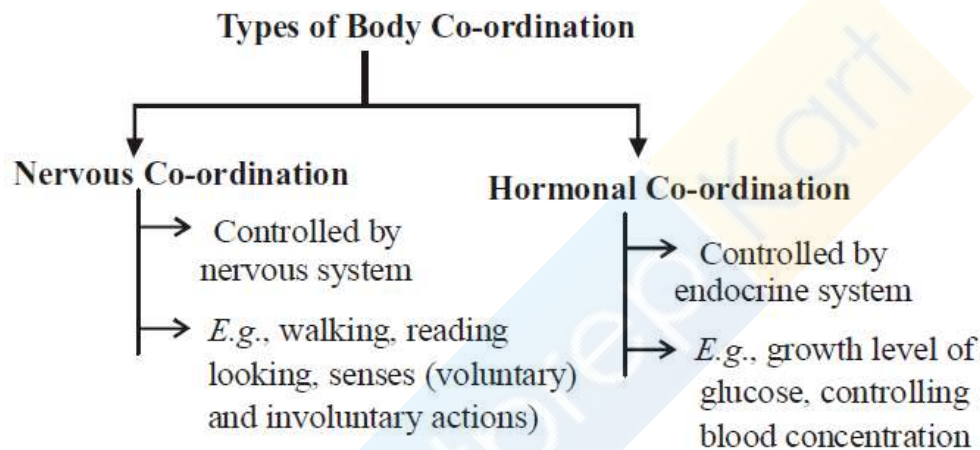 Types of Body Co-ordination
Nervous Co-ordination
Controlled by
nervous system
E.g., walking, reading
looking, senses (voluntary)
and involuntary actions)
Hormonal Co-ordination
Controlled by
endocrine system
E.g., growth level of
glucose, controlling
blood concentration